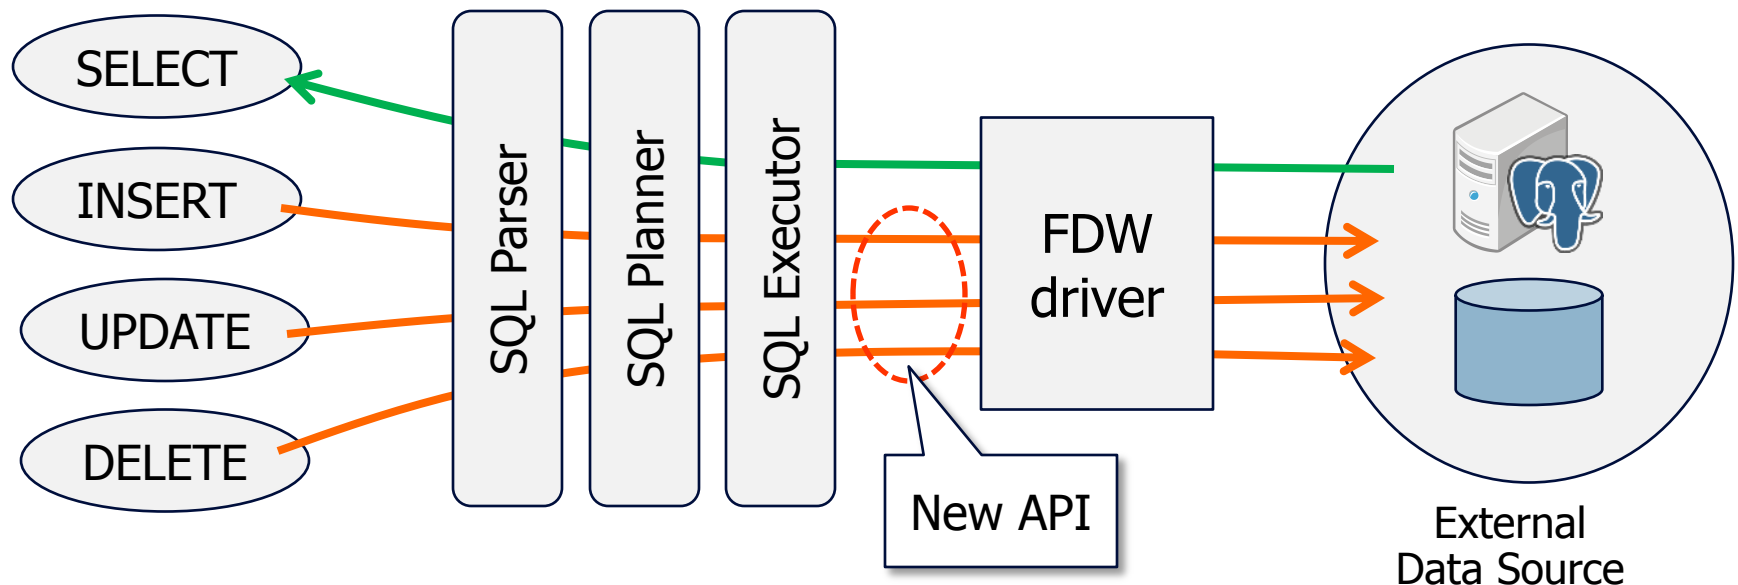 SELECT
INSERT
UPDATE
DELETE
SQL Parser
SQL Planner
SQL Executor
New API
FDW
driver
External
Data Source